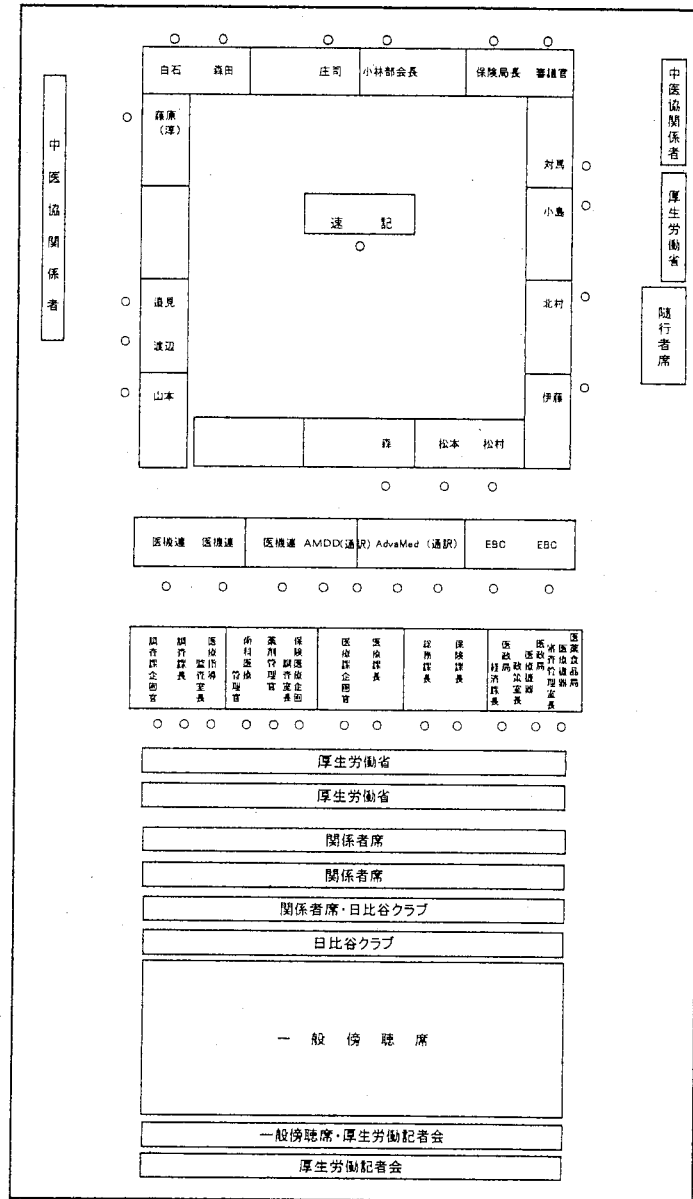 白石 森田 庄司 小林部会長 保険局長 審議官
中医協関係者
藤原
(淳)
遠見
渡辺
山本
速 記
対馬
小島
北村
伊藤
中医協関係者
厚生労働省
随行者席
森 松本 松村
医機連 医機連 医機連 AMDD(通訳) AdvaMed (通訳) EBC EBC
調査課企画官
調査課長
医療指導監査室長
歯科医療管理官
薬剤管理官
保険医療企画調査室長
医療課企画官
医療課長
総務課長
保険課長
医政局経済課長
医政局医療機器政策室長
医薬食品局医療機器審査管理室長
厚生労働省
厚生労働省
関係者席
関係者席
関係者席・日比谷クラブ
日比谷クラブ
一 般 傍 聴 席
一般傍聴席・厚生労働記者会
厚生労働記者会